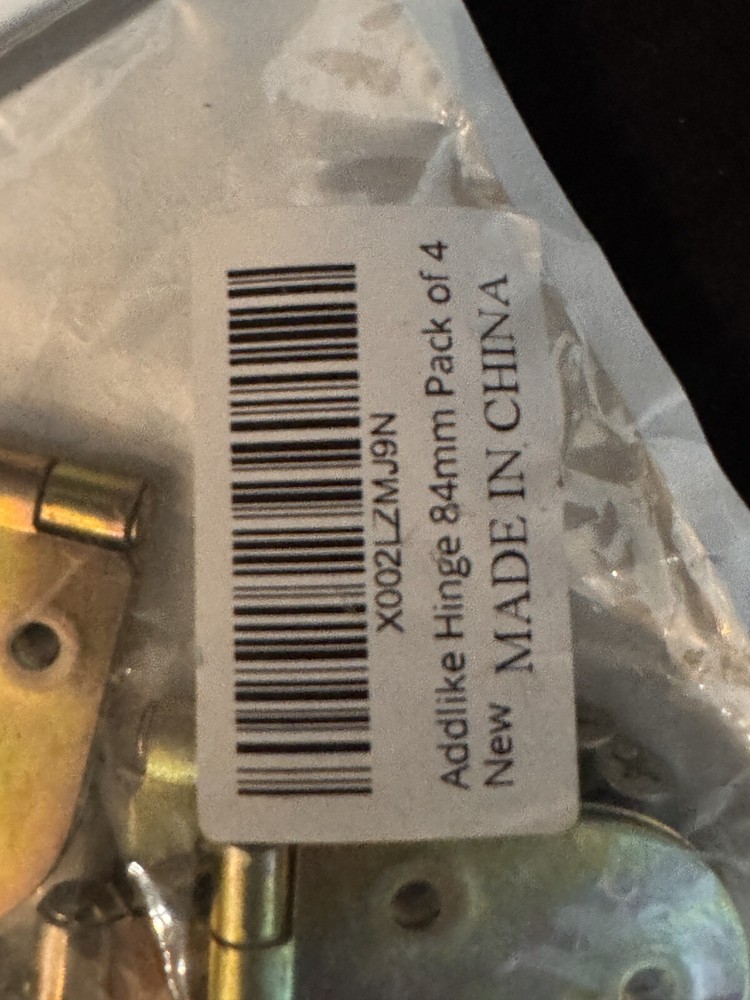 X002LZMJ9N
Addlike Hinge 84mm Pack of 4
New MADE IN CHINA